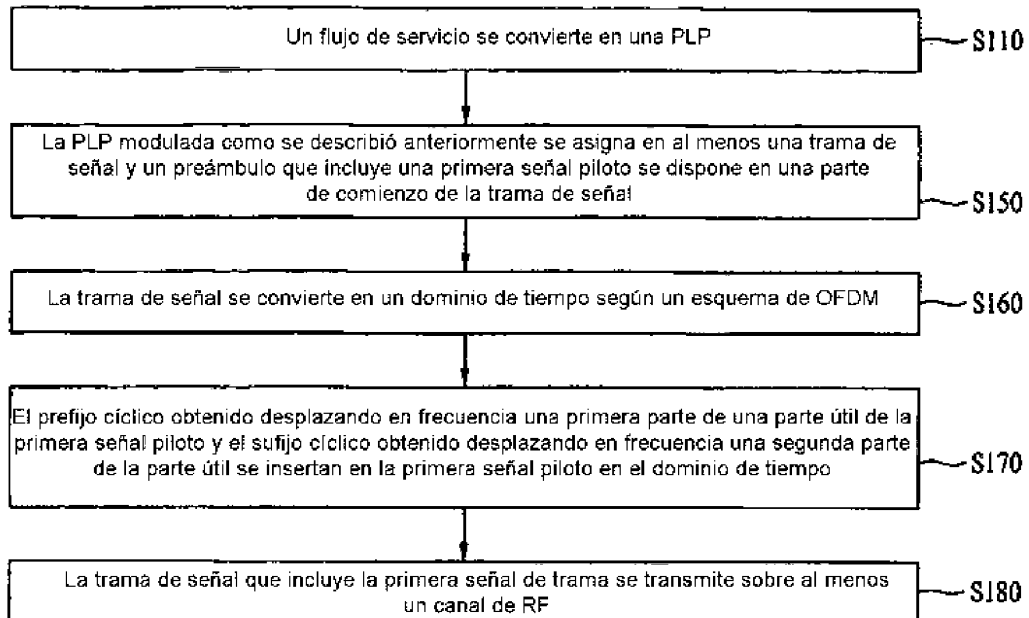 Un flujo de servicio se convierte en una PLP
S110
La PLP modulada como se describió anteriormente se asigna en al menos una trama de
señal y un preámbulo que incluye una primera señal piloto se dispone en una parte
de comienzo de la trama de señal
S150
La trama de señal se convierte en un dominio de tiempo según un esquema de OFDM
S160
El prefijo cíclico obtenido desplazando en frecuencia una primera parte de una parte útil de la
primera señal piloto y el sufijo cíclico obtenido desplazando en frecuencia una segunda parte
de la parte útil se insertan en la primera señal piloto en el dominio de tiempo
S170
La trama de señal que incluye la primera señal de trama se transmite sobre al menos
un canal de RF
S180